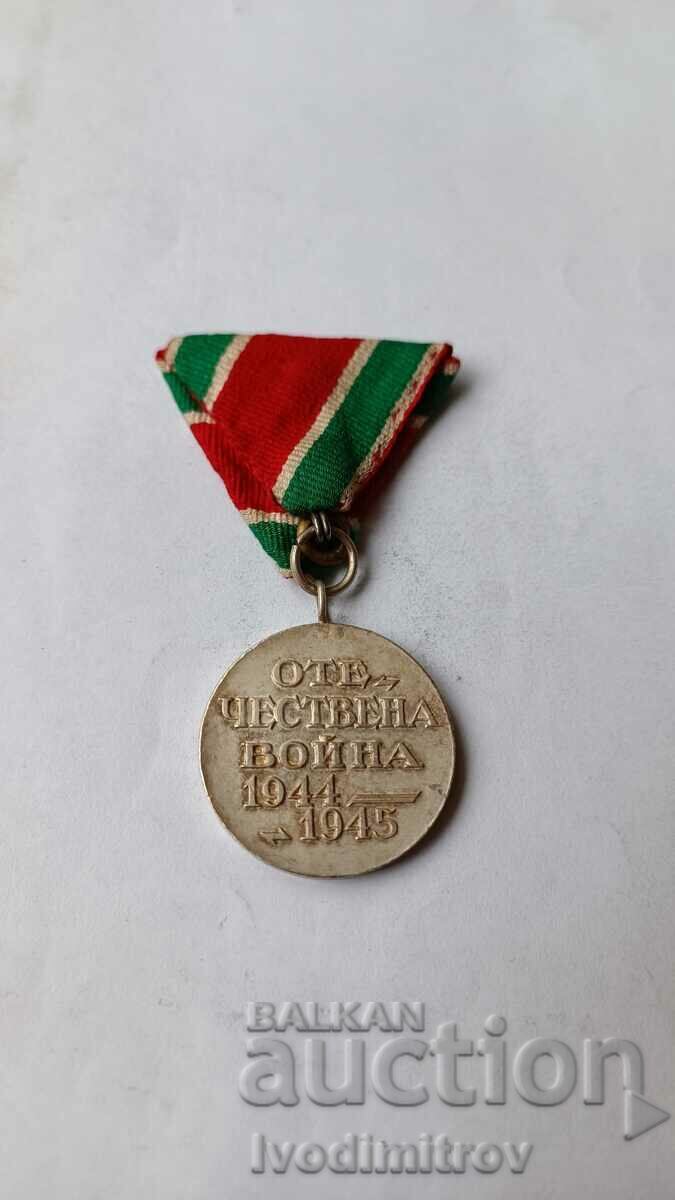 ОТЕ
ЧЕСТВЕНА
ВОЙНА
1944
1945
BALKAN
auction
Ivodimitrov